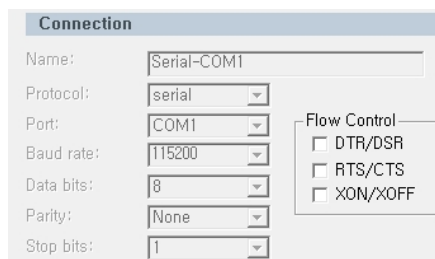 Connection
Name: Serial-COM1
Protocol: serial
Port: COM1
Baud rate: 115200
Data bits: 8
Parity: None
Stop bits: 1
Flow Control
DTR/DSR
RTS/CTS
XON/XOFF